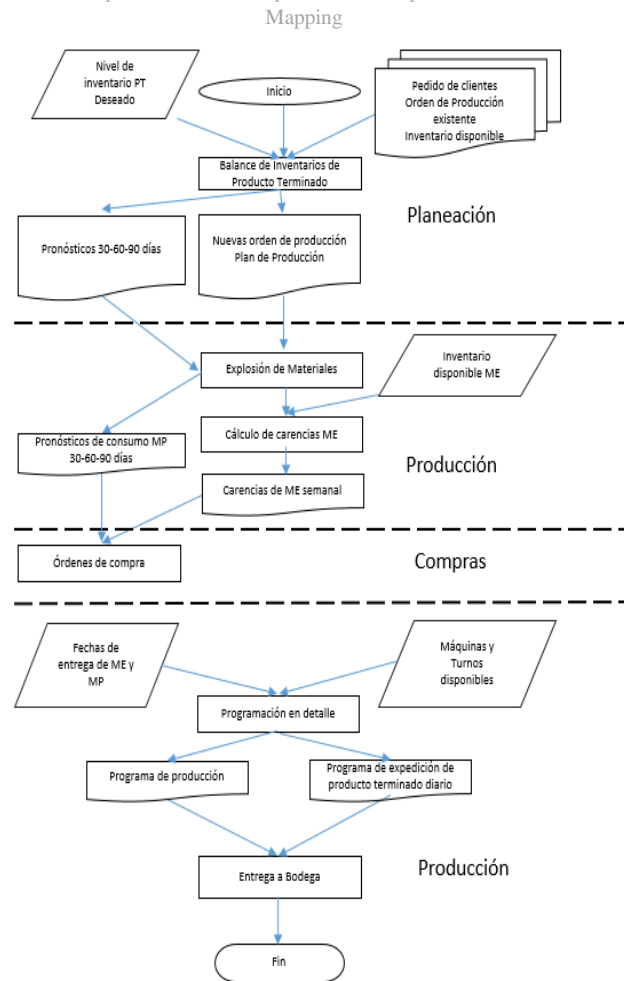 Mapping
Nivel de
inventario PT
Deseado
Inicio
Pedido de clientes
Orden de Producción
existente
Inventario disponible
Balance de Inventarios de
Producto Terminado
Planeación
Pronósticos 30-60-90 días
Nuevas orden de producción
Plan de Producción
Explosión de Materiales
Inventario
disponible ME
Pronósticos de consumo MP
30-60-90 días
Cálculo de carencias ME
Producción
Carencias de ME semanal
Órdenes de compra
Compras
Fechas de
entrega de ME y
MP
Máquinas y
Turnos
disponibles
Programación en detalle
Programa de producción
Programa de expedición de
producto terminado diario
Entrega a Bodega
Producción
Fin